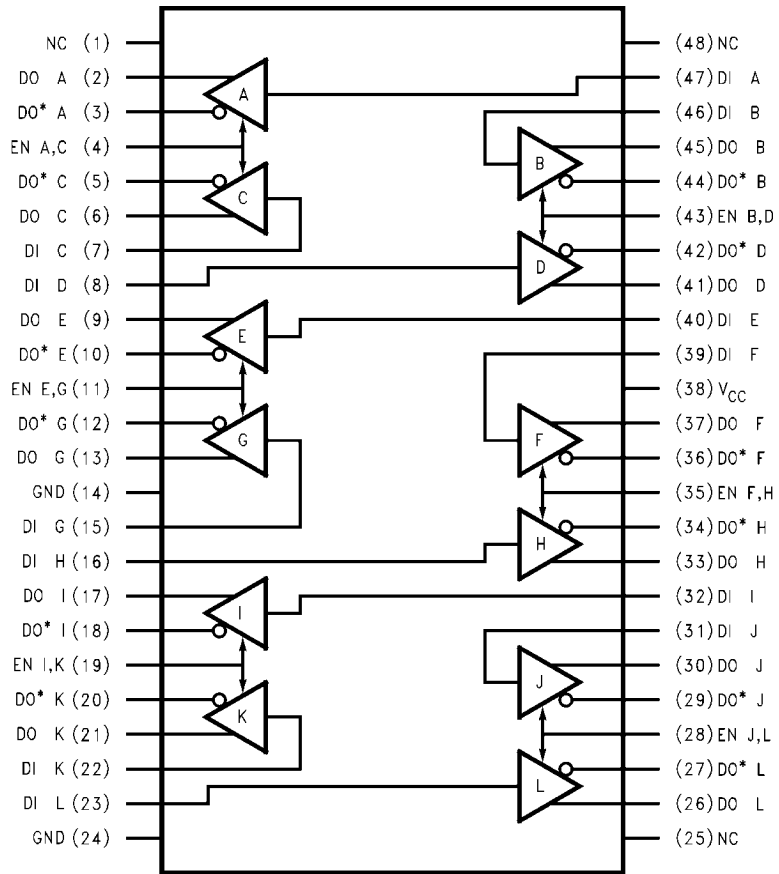 NC (1)
DO A (2)
DO* A (3)
EN A,C (4)
DO* C (5)
DO C (6)
DI C (7)
DI D (8)
DO E (9)
DO* E (10)
EN E,G (11)
DO* G (12)
DO G (13)
GND (14)
DI G (15)
DI H (16)
DO I (17)
DO* I (18)
EN I,K (19)
DO* K (20)
DO K (21)
DI K (22)
DI L (23)
GND (24)
A
C
E
G
I
K
B
D
F
H
J
L
(48) NC
(47) DI A
(46) DI B
(45) DO B
(44) DO* B
(43) EN B,D
(42) DO* D
(41) DO D
(40) DI E
(39) DI F
(38) VCC
(37) DO F
(36) DO* F
(35) EN F,H
(34) DO* H
(33) DO H
(32) DI I
(31) DI J
(30) DO J
(29) DO* J
(28) EN J,L
(27) DO* L
(26) DO L
(25) NC